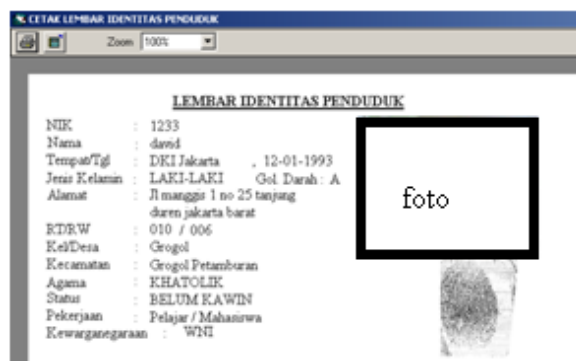 CETAK LEMBAR IDENTITAS PENDUDUK
Zoom 100%
LEMBAR IDENTITAS PENDUDUK
NIK : 1233
Nama : david
Tempat/Tgl : DKI Jakarta , 12-01-1993
Jenis Kelamin : LAKI-LAKI Gol. Darah : A
Alamat : Jl manggis 1 no 25 tanjung
duren jakarta barat
RT/RW : 010 / 006
Kel/Desa : Grogol
Kecamatan : Grogol Petamburan
Agama : KHATOLIK
Status : BELUM KAWIN
Pekerjaan : Pelajar / Mahasiswa
Kewarganegaraan : WNI
foto